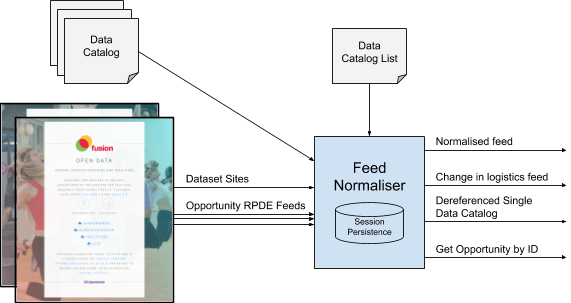 Data
Catalog
Data
Catalog List
fusion
OPEN DATA
Dataset Sites
Opportunity RPDE Feeds
Feed
Normaliser
Session
Persistence
Normalised feed
Change in logistics feed
Dereferenced Single
Data Catalog
Get Opportunity by ID